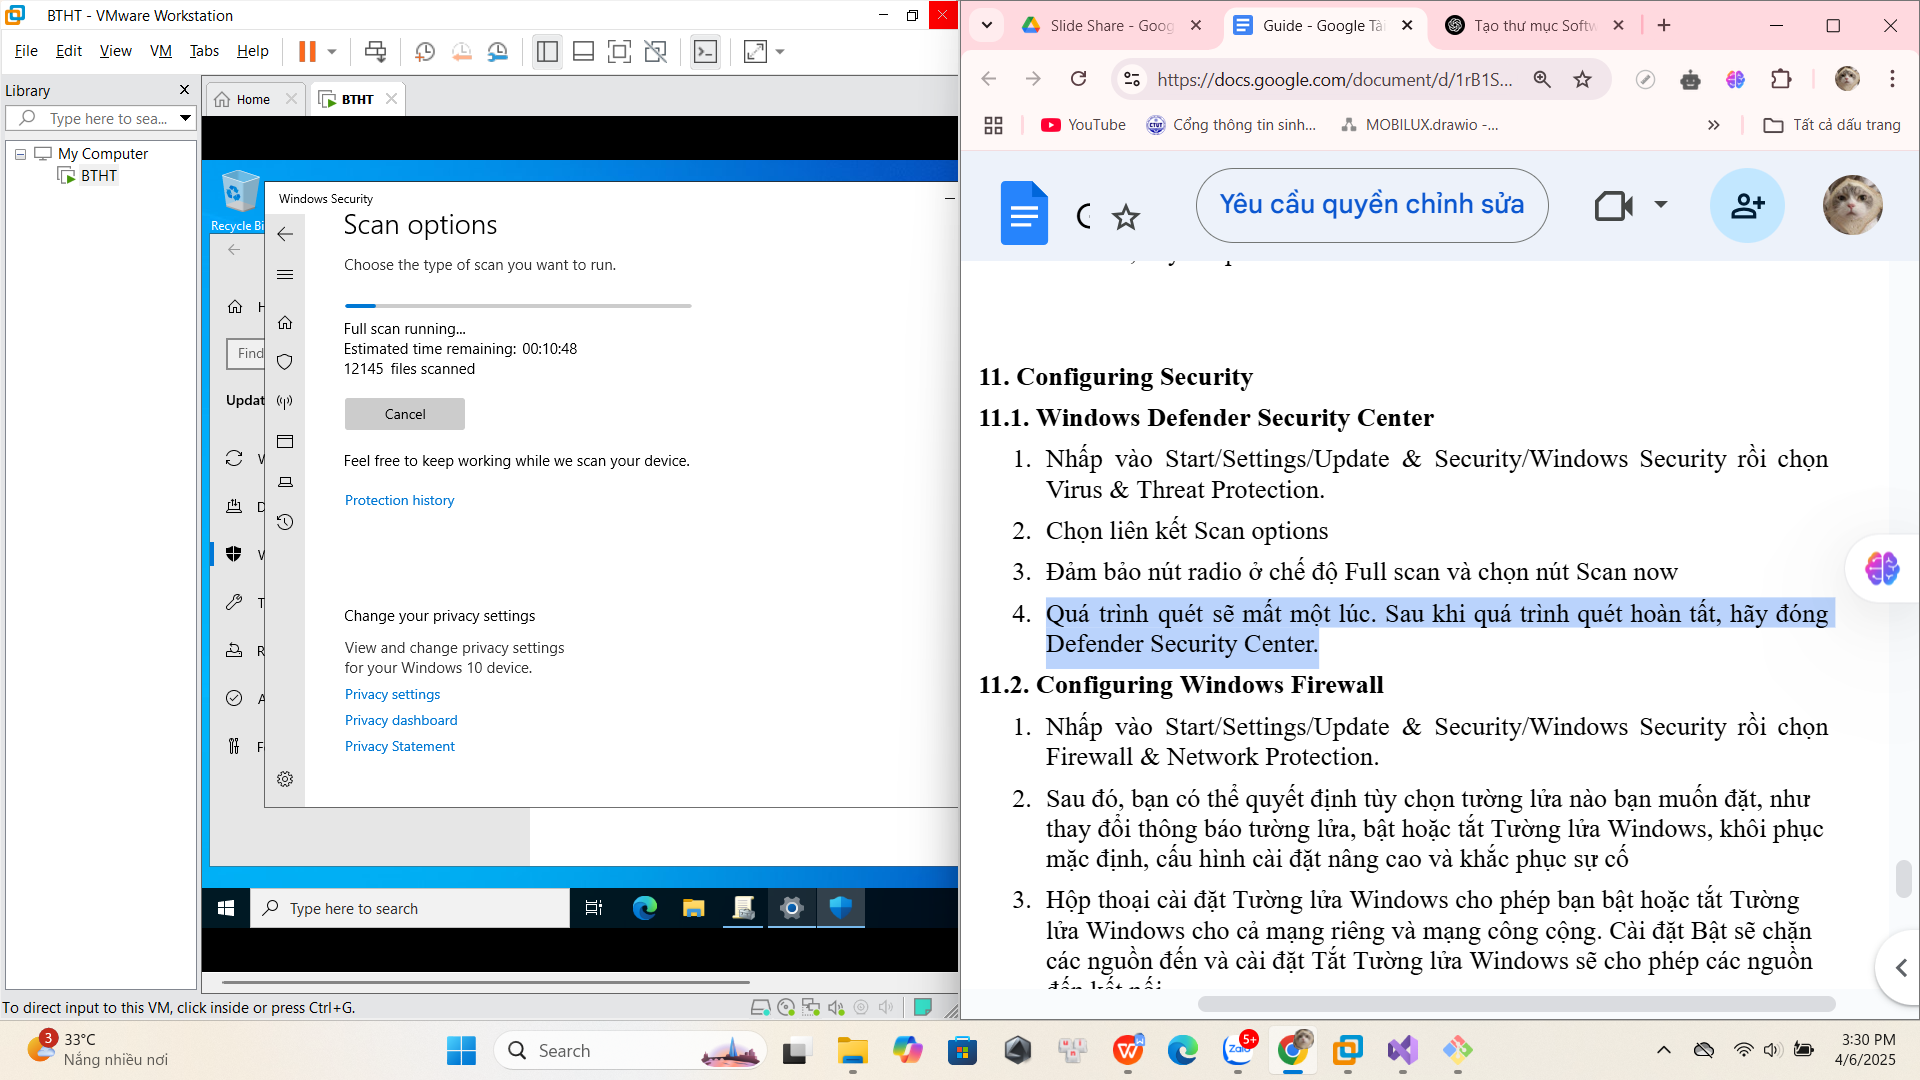 BTHT - VMware Workstation
File Edit View VM Tabs Help
Library
Type here to sea...
My Computer
BTHT
Home
BTHT
Recycle Bi
Windows Security
Scan options
Choose the type of scan you want to run.
Full scan running...
Estimated time remaining: 00:10:48
12145 files scanned
Cancel
Feel free to keep working while we scan your device.
Protection history
Change your privacy settings
View and change privacy settings
for your Windows 10 device.
Privacy settings
Privacy dashboard
Privacy Statement
Find
Updat
Type here to search
To direct input to this VM, click inside or press Ctrl+G.
Slide Share - Goog
Guide - Google Tài
Tạo thư mục Softw
https://docs.google.com/document/d/1rB1S...
YouTube
Cổng thông tin sinh...
MOBILUX.drawio -...
Tất cả dấu trang
Yêu cầu quyền chỉnh sửa
11. Configuring Security
11.1. Windows Defender Security Center
1. Nhấp vào Start/Settings/Update & Security/Windows Security rồi chọn
Virus & Threat Protection.
2. Chọn liên kết Scan options
3. Đảm bảo nút radio ở chế độ Full scan và chọn nút Scan now
4. Quá trình quét sẽ mất một lúc. Sau khi quá trình quét hoàn tất, hãy đóng
Defender Security Center.
11.2. Configuring Windows Firewall
1. Nhấp vào Start/Settings/Update & Security/Windows Security rồi chọn
Firewall & Network Protection.
2. Sau đó, bạn có thể quyết định tùy chọn tường lửa nào bạn muốn đặt, như
thay đổi thông báo tường lửa, bật hoặc tắt Tường lửa Windows, khôi phục
mặc định, cấu hình cài đặt nâng cao và khắc phục sự cố
3. Hộp thoại cài đặt Tường lửa Windows cho phép bạn bật hoặc tắt Tường
lửa Windows cho cả mạng riêng và mạng công cộng. Cài đặt Bật sẽ chặn
các nguồn đến và cài đặt Tắt Tường lửa Windows sẽ cho phép các nguồn
đến kết nối
3
33°C
Nắng nhiều nơi
Search
Zalo
5+
3:30 PM
4/6/2025